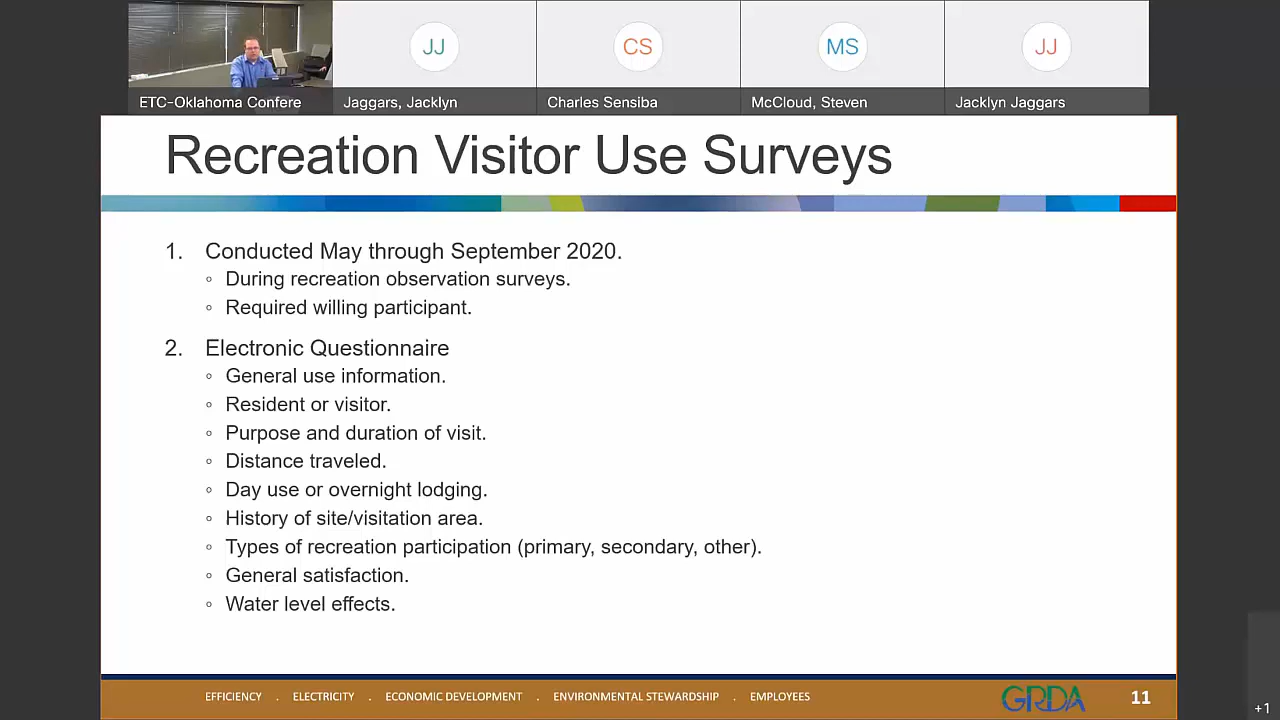 JJ
CS
MS
JJ
ETC-Oklahoma Confere
Jaggars, Jacklyn
Charles Sensiba
McCloud, Steven
Jacklyn Jaggars
Recreation Visitor Use Surveys
1. Conducted May through September 2020.
◦ During recreation observation surveys.
◦ Required willing participant.
2. Electronic Questionnaire
◦ General use information.
◦ Resident or visitor.
◦ Purpose and duration of visit.
◦ Distance traveled.
◦ Day use or overnight lodging.
◦ History of site/visitation area.
◦ Types of recreation participation (primary, secondary, other).
◦ General satisfaction.
◦ Water level effects.
EFFICIENCY . ELECTRICITY . ECONOMIC DEVELOPMENT . ENVIRONMENTAL STEWARDSHIP . EMPLOYEES
GRDA
11
+1